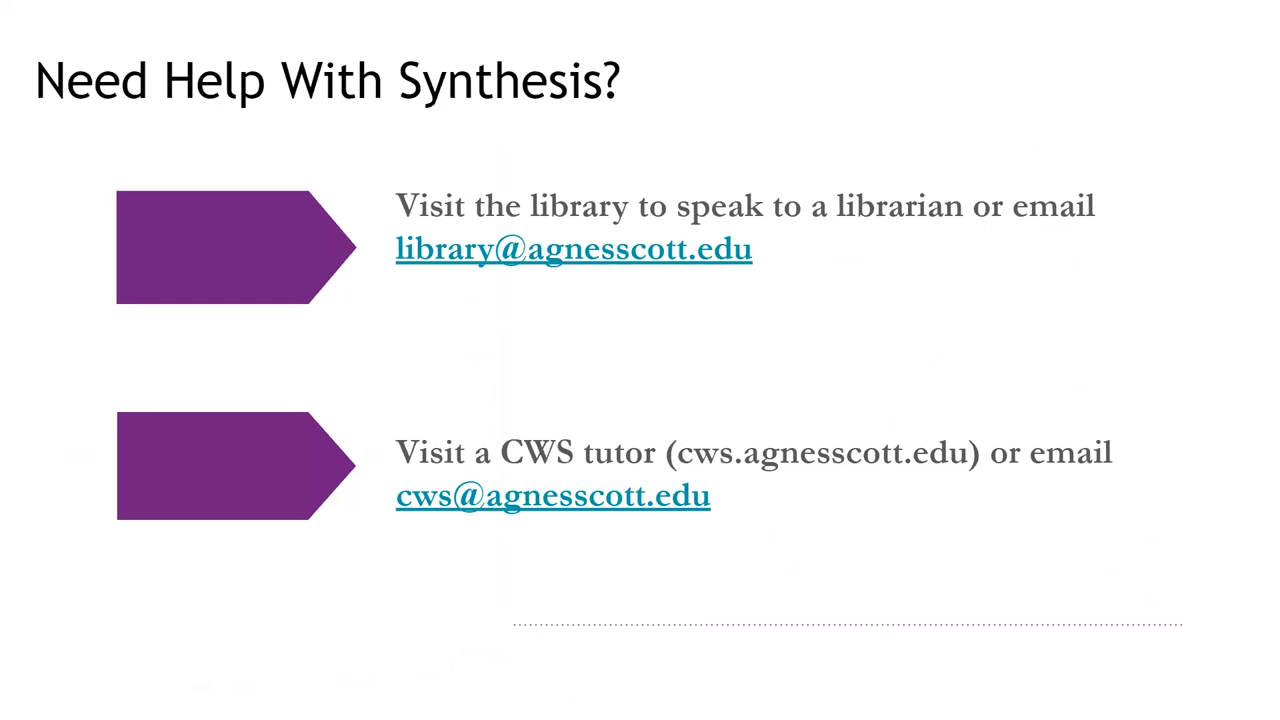 Need Help With Synthesis?
Visit the library to speak to a librarian or email
library@agnesscott.edu
Visit a CWS tutor (cws.agnesscott.edu) or email
cws@agnesscott.edu